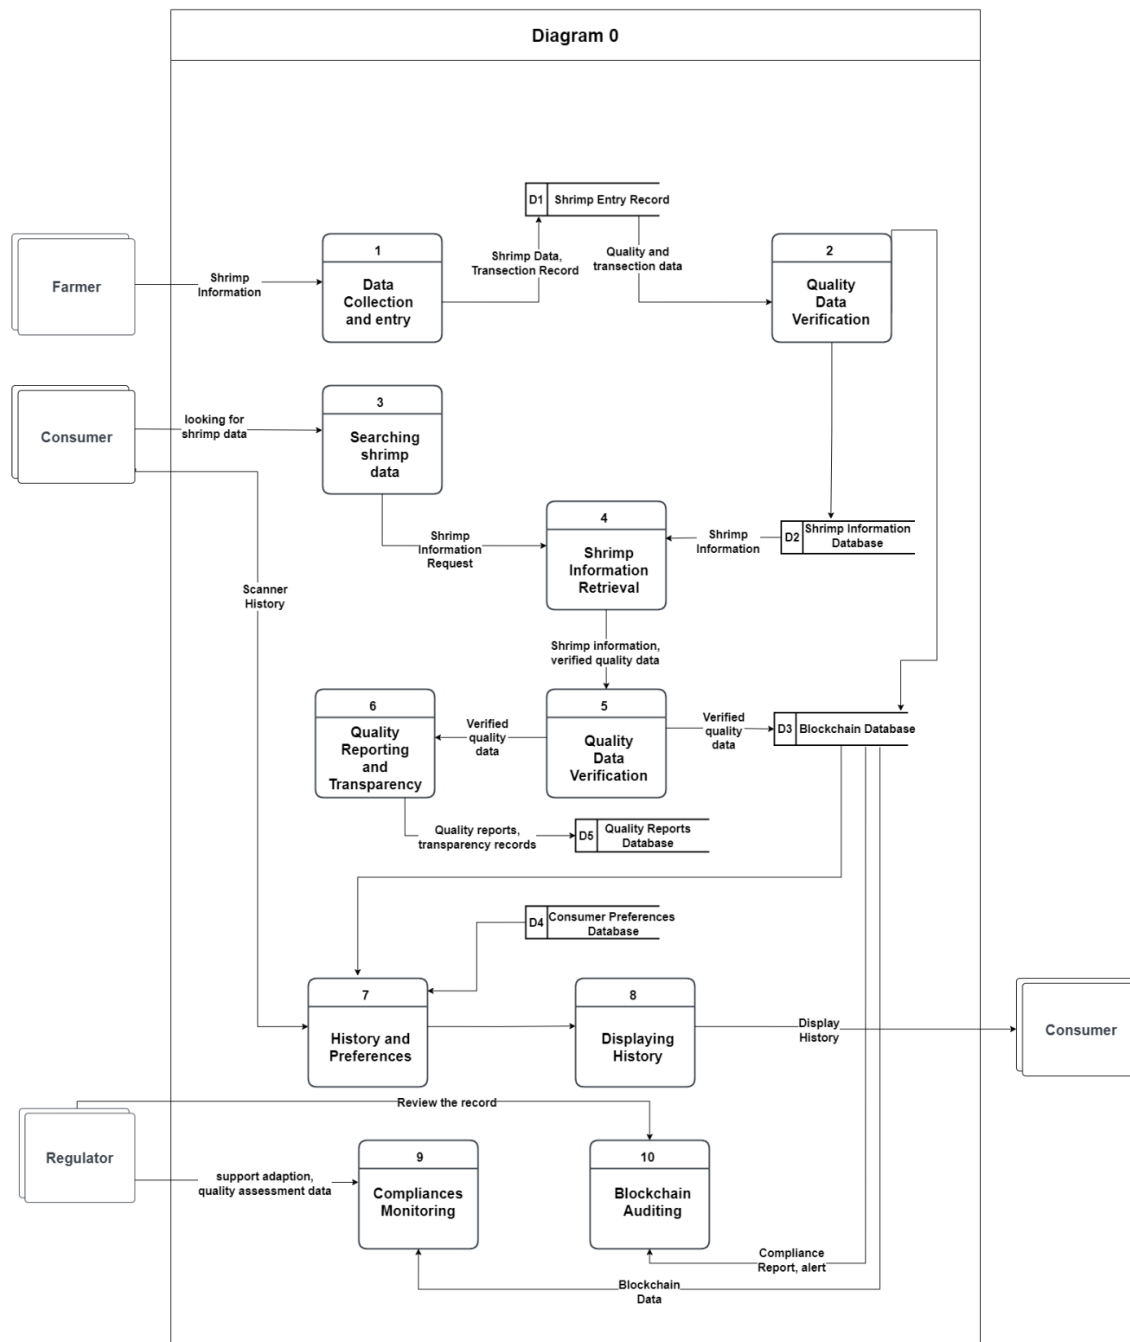 Diagram 0
D1
Shrimp Entry Record
Farmer
Shrimp
Information
1
Data
Collection
and entry
Shrimp Data,
Transection Record
Quality and
transection data
2
Quality
Data
Verification
Consumer
looking for
shrimp data
3
Searching
shrimp
data
Shrimp
Information
Request
4
Shrimp
Information
Retrieval
Shrimp
Information
D2
Shrimp Information
Database
Scanner
History
Shrimp information,
verified quality data
6
Quality
Reporting
and
Transparency
Verified
quality
data
5
Quality
Data
Verification
Verified
quality
data
D3
Blockchain Database
Quality reports,
transparency records
D5
Quality Reports
Database
D4
Consumer Preferences
Database
7
History and
Preferences
8
Displaying
History
Display
History
Consumer
Regulator
Review the record
support adaption,
quality assessment data
9
Compliances
Monitoring
10
Blockchain
Auditing
Compliance
Report, alert
Blockchain
Data